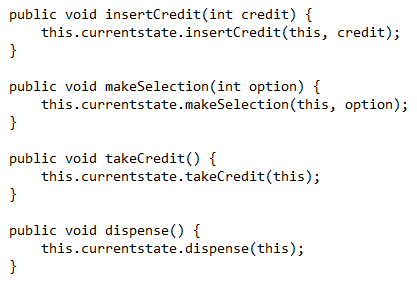 public void insertCredit(int credit) {
    this.currentstate.insertCredit(this, credit);
}

public void makeSelection(int option) {
    this.currentstate.makeSelection(this, option);
}

public void takeCredit() {
    this.currentstate.takeCredit(this);
}

public void dispense() {
    this.currentstate.dispense(this);
}